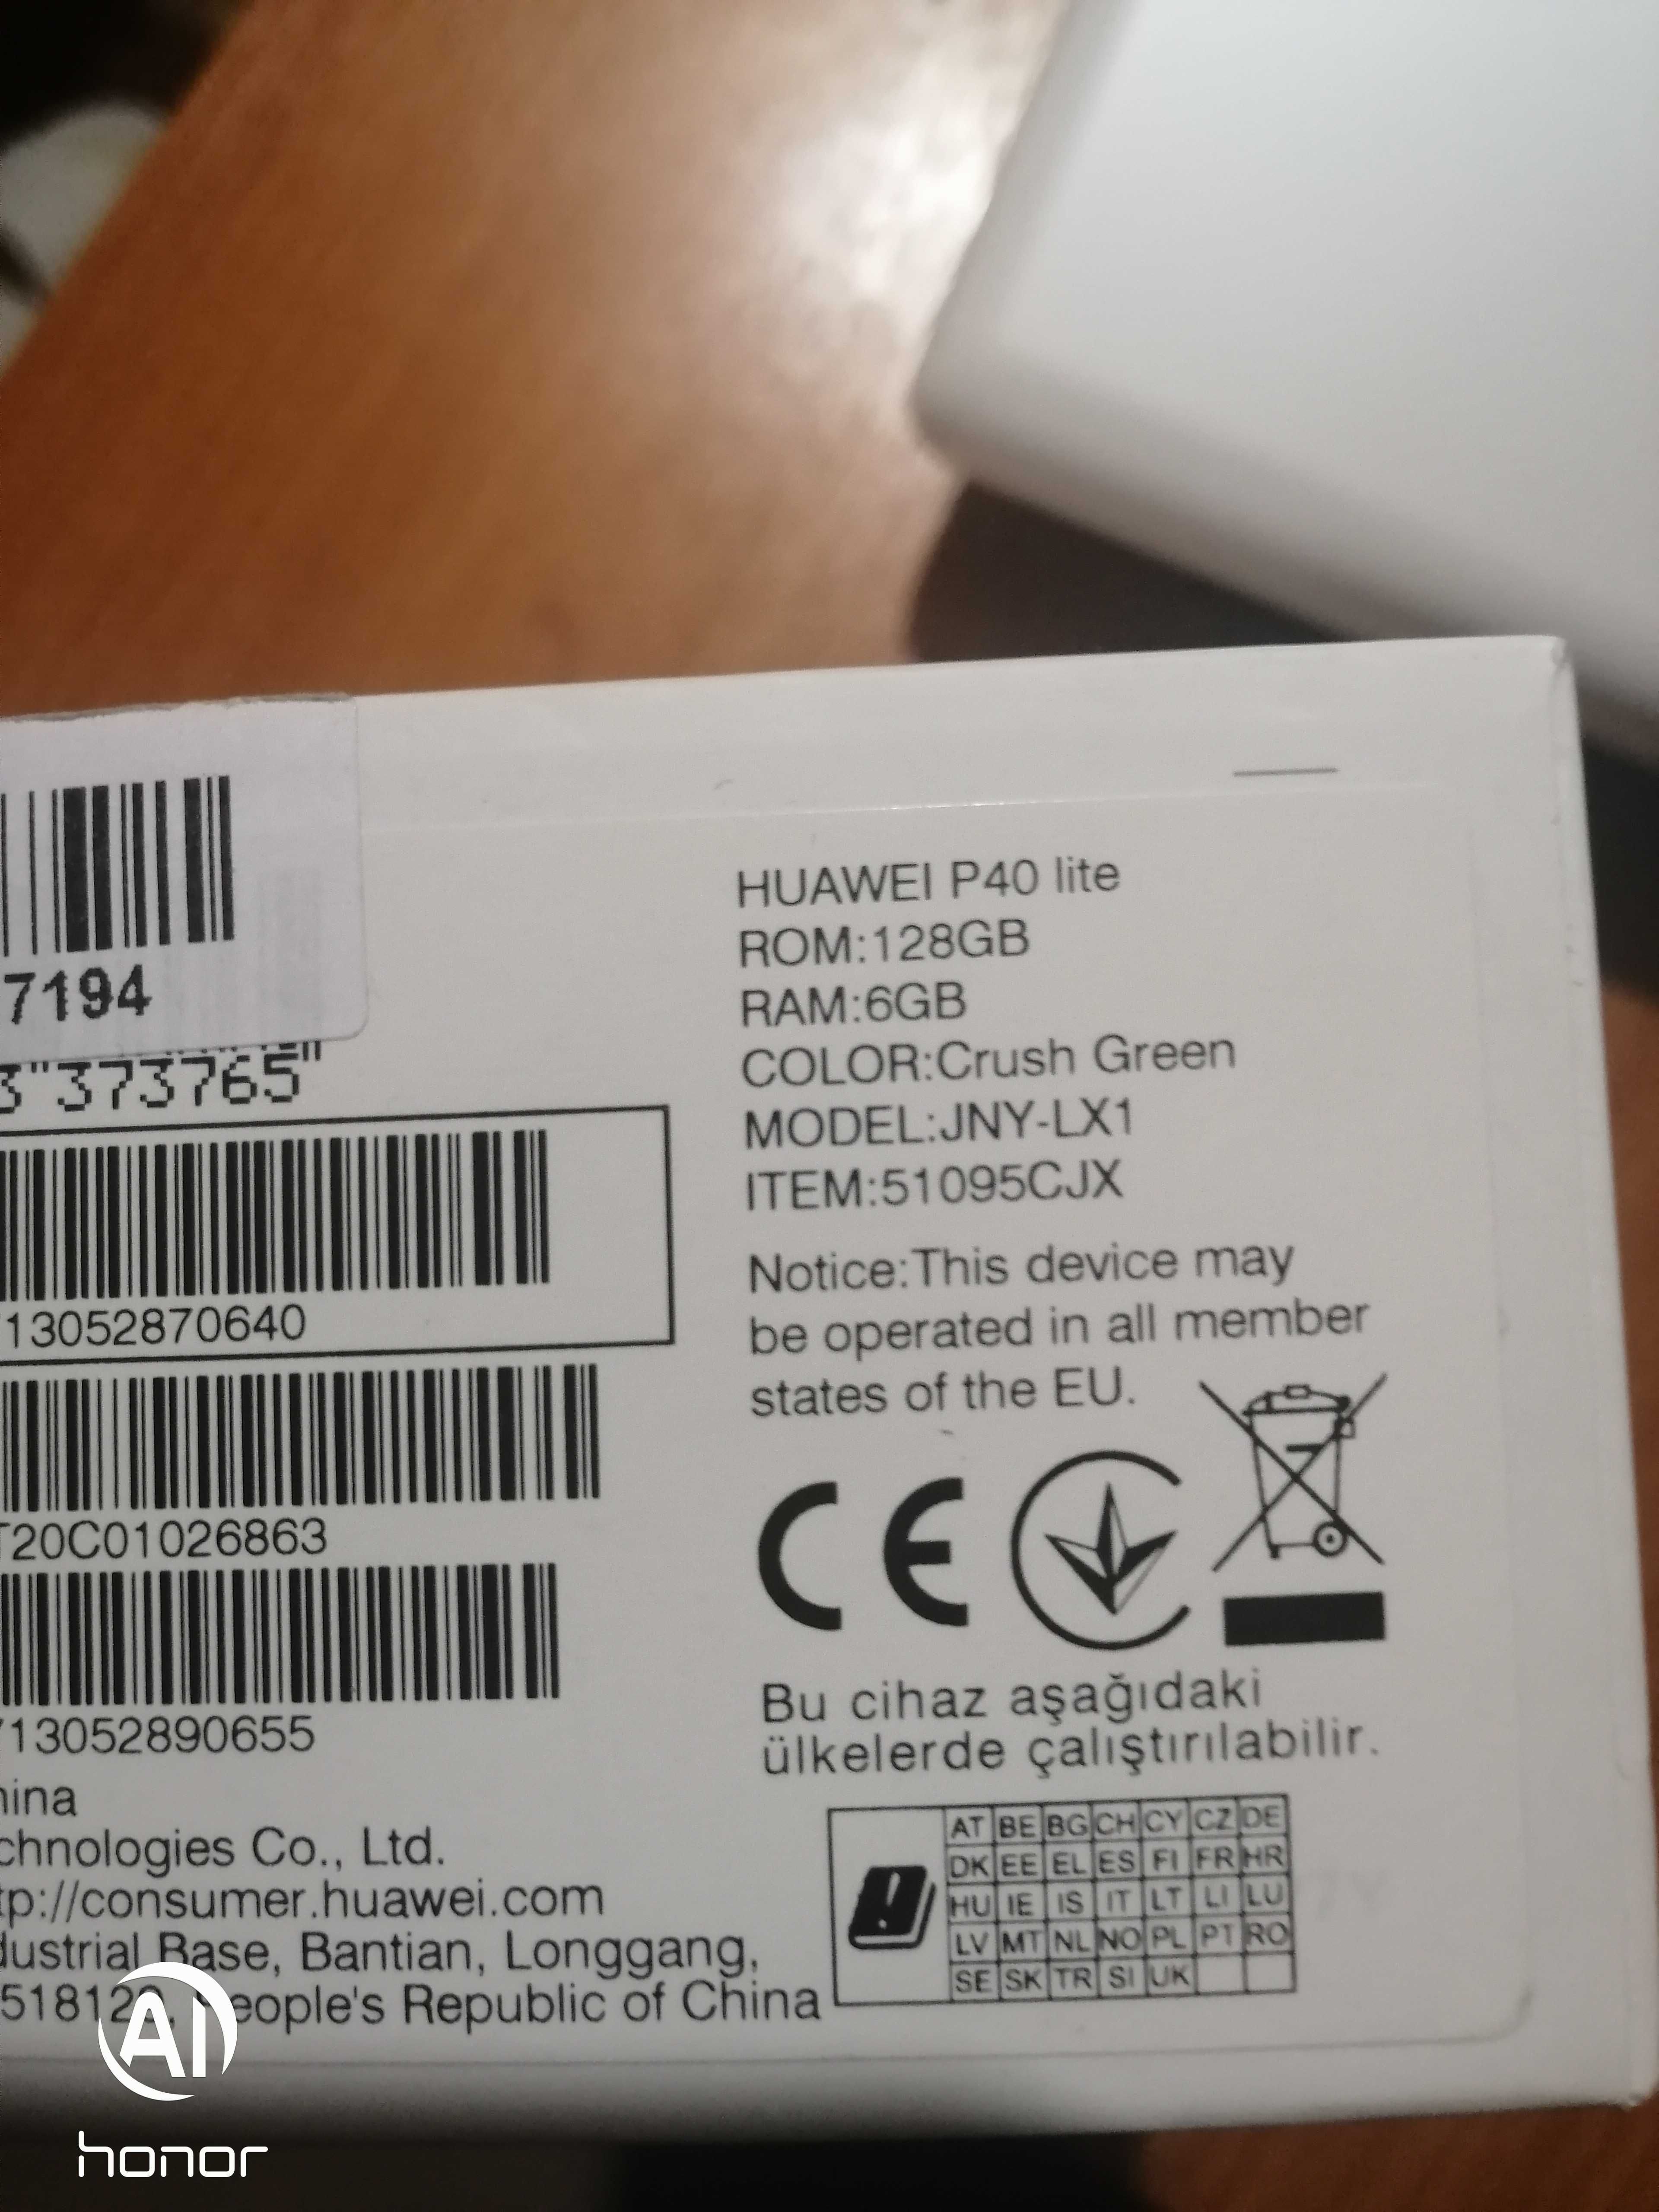 7194
3"373765"
13052870640
T20C01026863
713052890655
hina
chnologies Co., Ltd.
tp://consumer.huawei.com
dustrial Base, Bantian, Longgang,
People's Republic of China
HUAWEI P40 lite
ROM:128GB
RAM:6GB
COLOR:Crush Green
MODEL:JNY-LX1
ITEM:51095CJX
Notice:This device may
be operated in all member
states of the EU.
CE
Bu cihaz aşağıdaki
ülkelerde çalıştırılabilir.
AT BE BG CH CY CZ DE
DK EE EL ES FI FR HR
HU IE IS IT LT LI LU
LV MT NL NO PL PT RO
SE SK TR SI UK
AI
honor